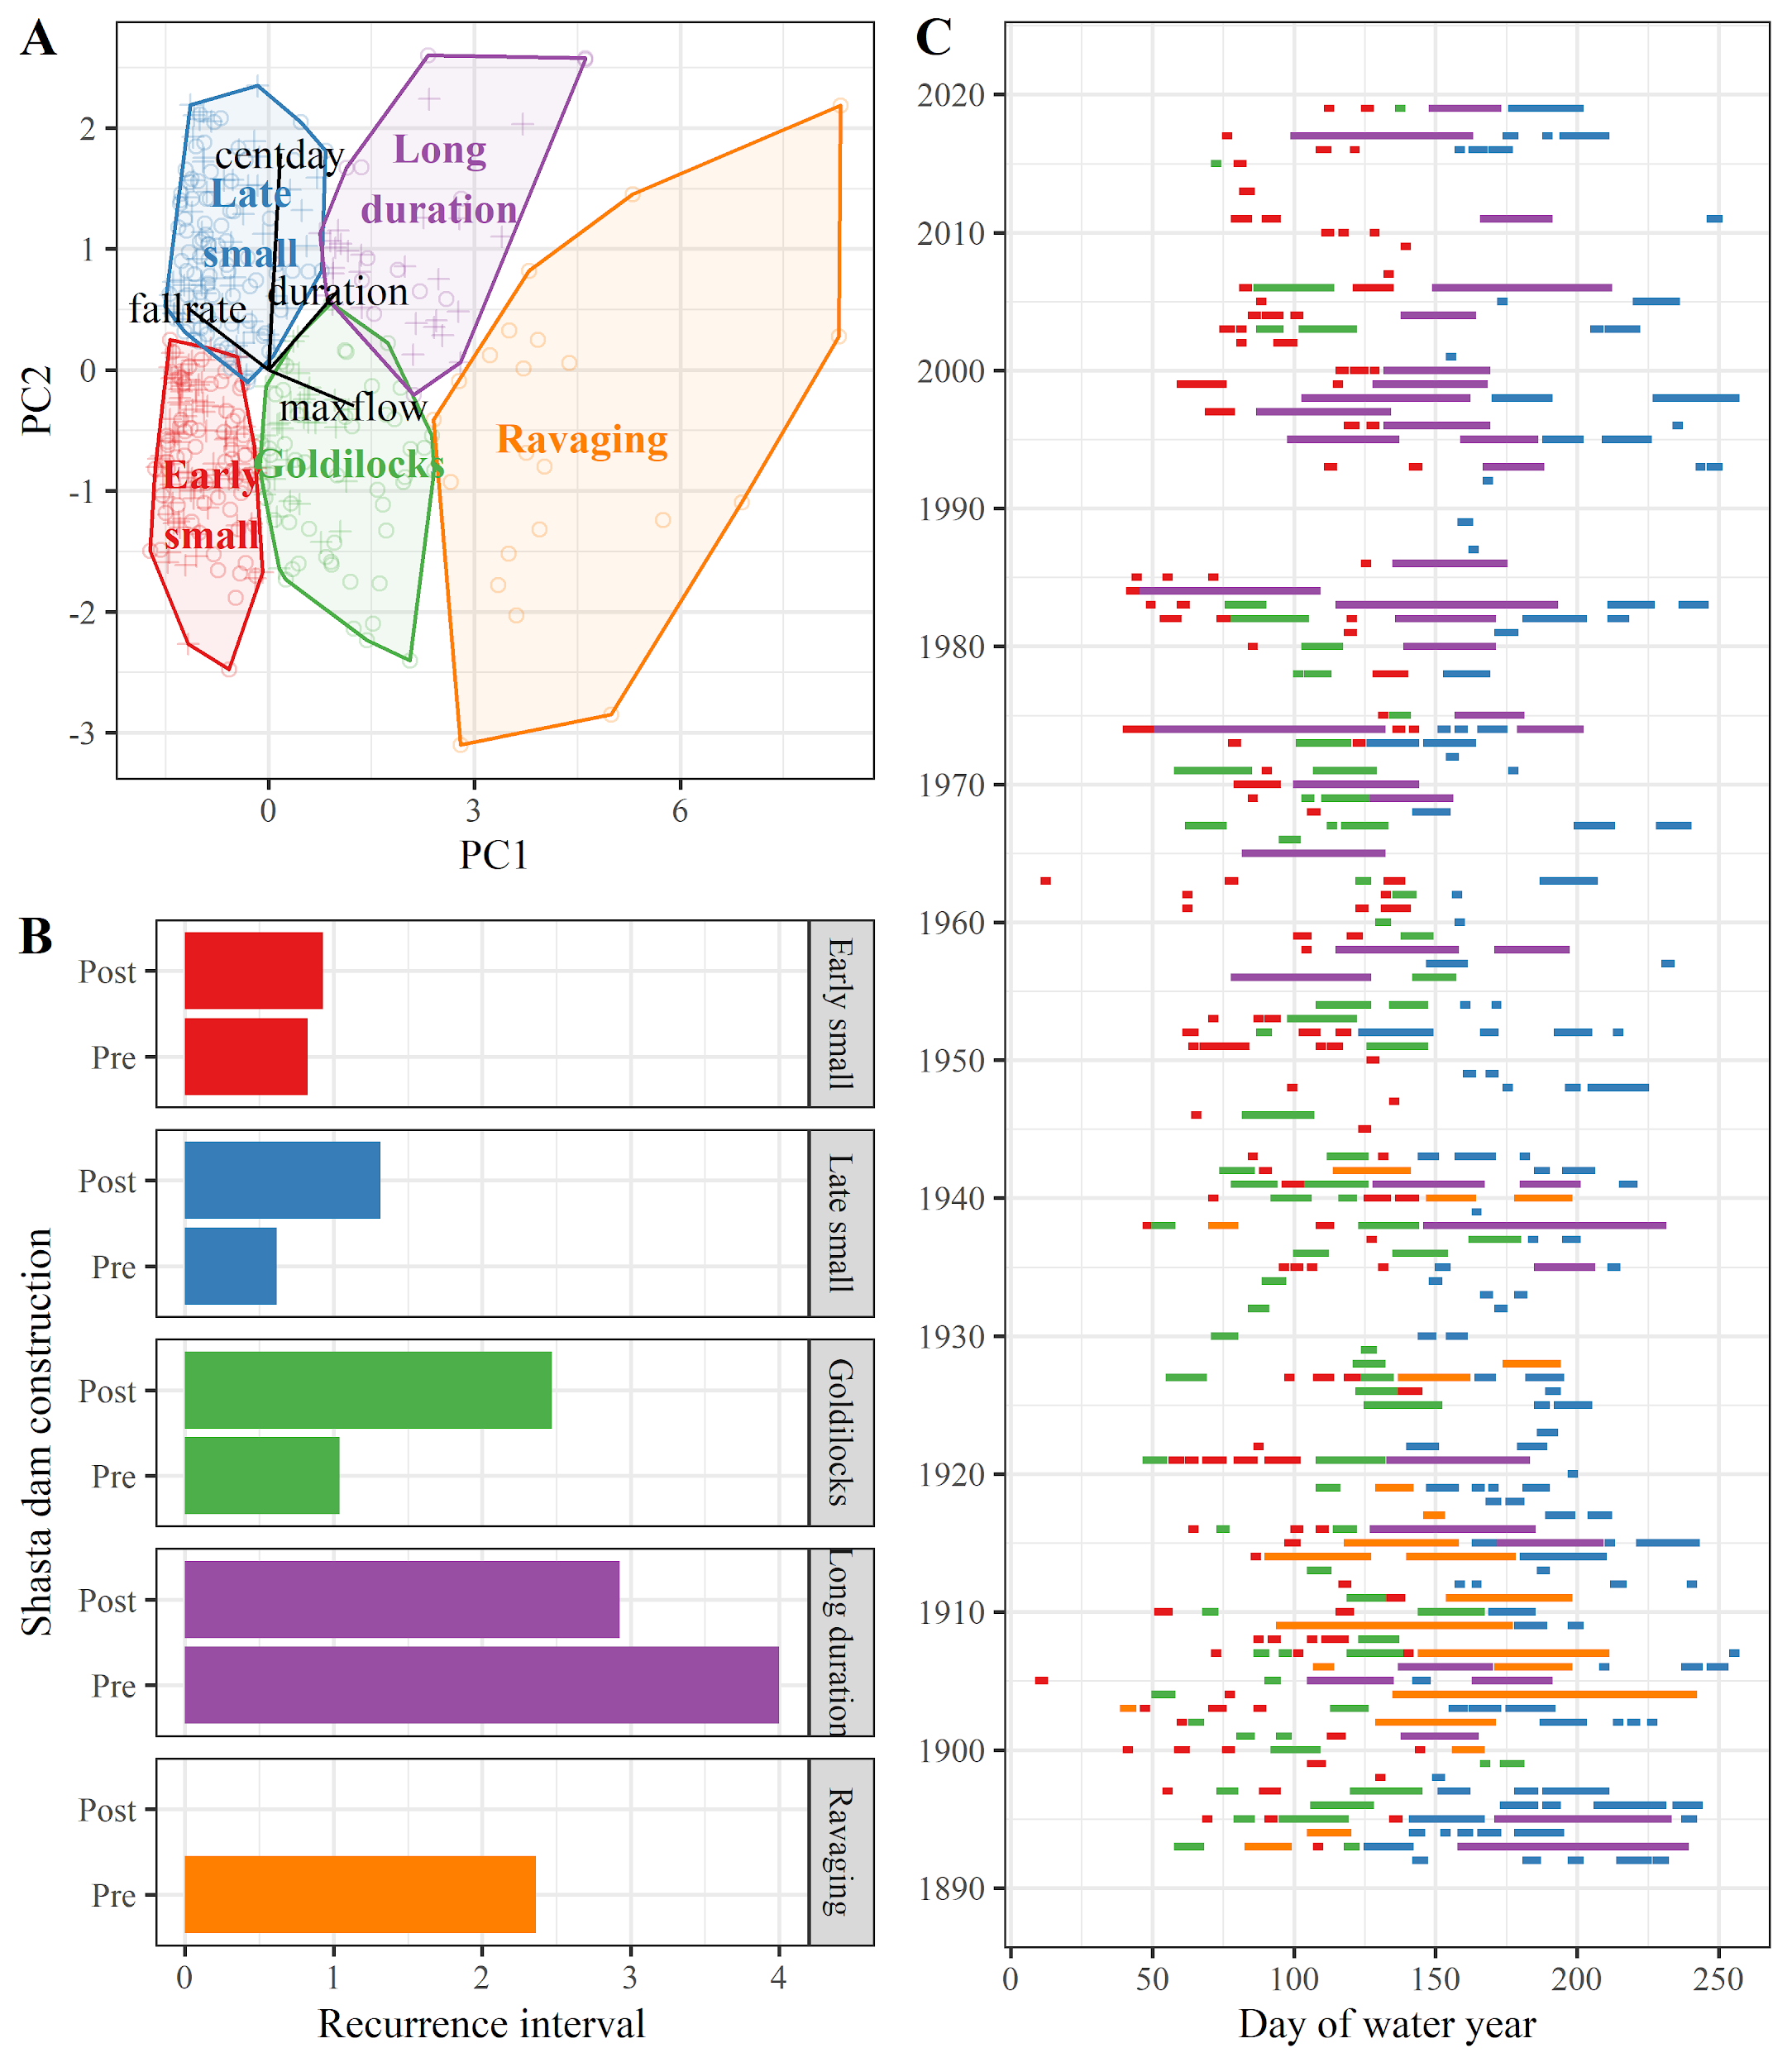 A
2
1
0
-1
-2
-3
PC2
0
3
6
PC1
centday
Late
small
Long
duration
fallrate
duration
maxflow
Ravaging
Early
small
Goldilocks
B
Shasta dam construction
Post
Pre
Early small
Post
Pre
Late small
Post
Pre
Goldilocks
Post
Pre
Long duration
Post
Pre
Ravaging
0
1
2
3
4
Recurrence interval
C
2020
2010
2000
1990
1980
1970
1960
1950
1940
1930
1920
1910
1900
1890
0
50
100
150
200
250
Day of water year